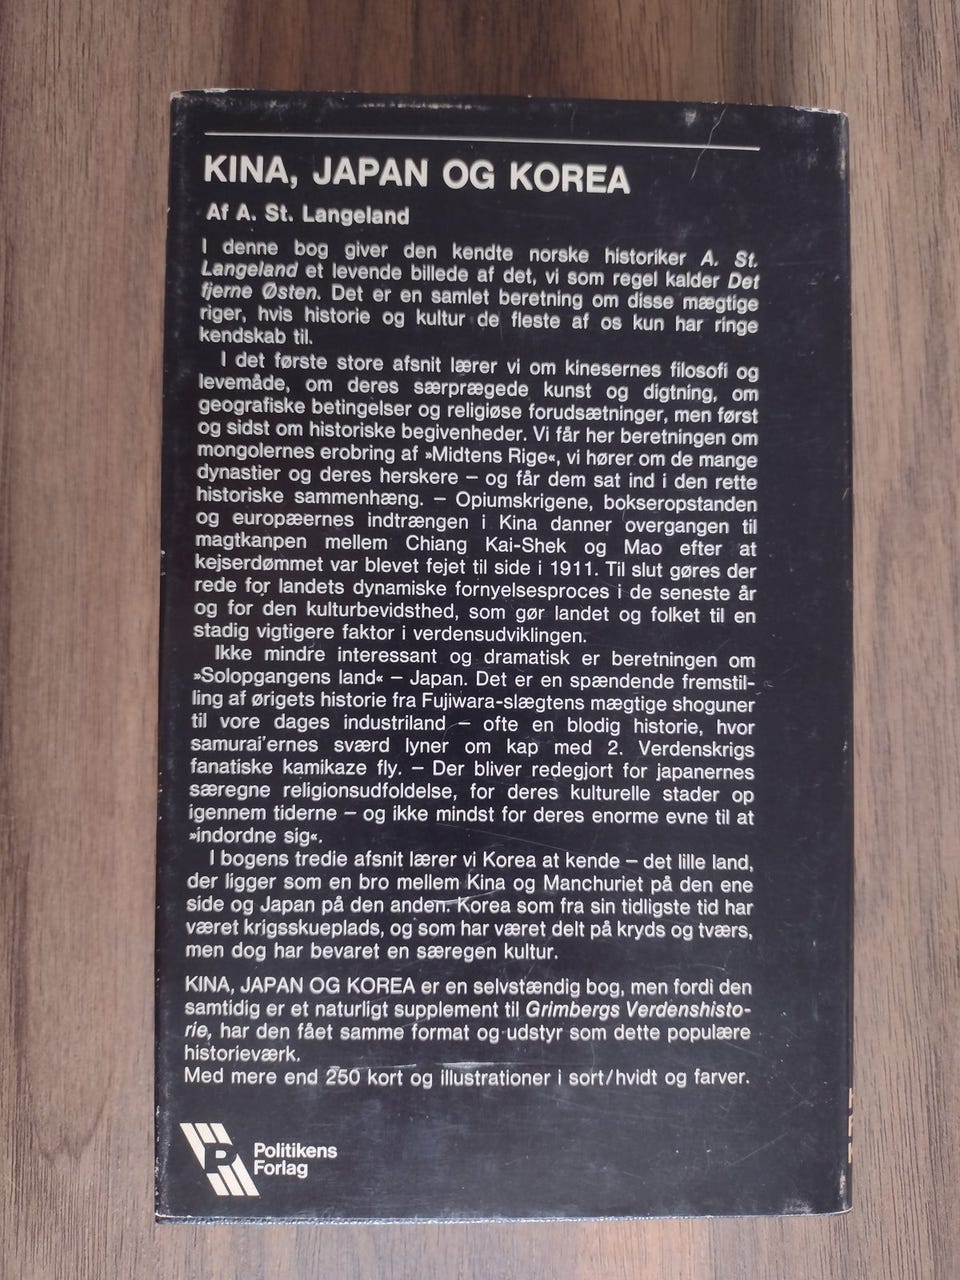 KINA, JAPAN OG KOREA
Af A. St. Langeland
I denne bog giver den kendte norske historiker A. St.
Langeland et levende billede af det, vi som regel kalder Det
fjerne Østen. Det er en samlet beretning om disse mægtige
riger, hvis historie og kultur de fleste af os kun har ringe
kendskab til.
I det første store afsnit lærer vi om kinesernes filosofi og
levemåde, om deres særprægede kunst og digtning, om
geografiske betingelser og religiøse forudsætninger, men først
og sidst om historiske begivenheder. Vi får her beretningen om
mongolernes erobring af »Midtens Rige«, vi hører om de mange
dynastier og deres herskere – og får dem sat ind i den rette
historiske sammenhæng. – Opiumskrigene, bokseropstanden
og europæernes indtrængen i Kina danner overgangen til
magtkanpen mellem Chiang Kai-Shek og Mao efter at
kejserdømmet var blevet fejet til side i 1911. Til slut gøres der
rede for landets dynamiske fornyelsesproces i de seneste år
og for den kulturbevidsthed, som gør landet og folket til en
stadig vigtigere faktor i verdensudviklingen.
Ikke mindre interessant og dramatisk er beretningen om
»Solopgangens land« – Japan. Det er en spændende fremstil-
ling af ørigets historie fra Fujiwara-slægtens mægtige shoguner
til vore dages industriland – ofte en blodig historie, hvor
samurai'ernes sværd lyner om kap med 2. Verdenskrigs
fanatiske kamikaze fly. – Der bliver redegjort for japanernes
særegne religionsudfoldelse, for deres kulturelle stader op
igennem tiderne – og ikke mindst for deres enorme evne til at
»indordne sig«.
I bogens tredie afsnit lærer vi Korea at kende – det lille land,
der ligger som en bro mellem Kina og Manchuriet på den ene
side og Japan på den anden. Korea som fra sin tidligste tid har
været krigsskueplads, og som har været delt på kryds og tværs,
men dog har bevaret en særegen kultur.
KINA, JAPAN OG KOREA er en selvstændig bog, men fordi den
samtidig er et naturligt supplement til Grimbergs Verdenshisto-
rie, har den fået samme format og udstyr som dette populære
historieværk.
Med mere end 250 kort og illustrationer i sort/hvidt og farver.
P
Politikens
Forlag